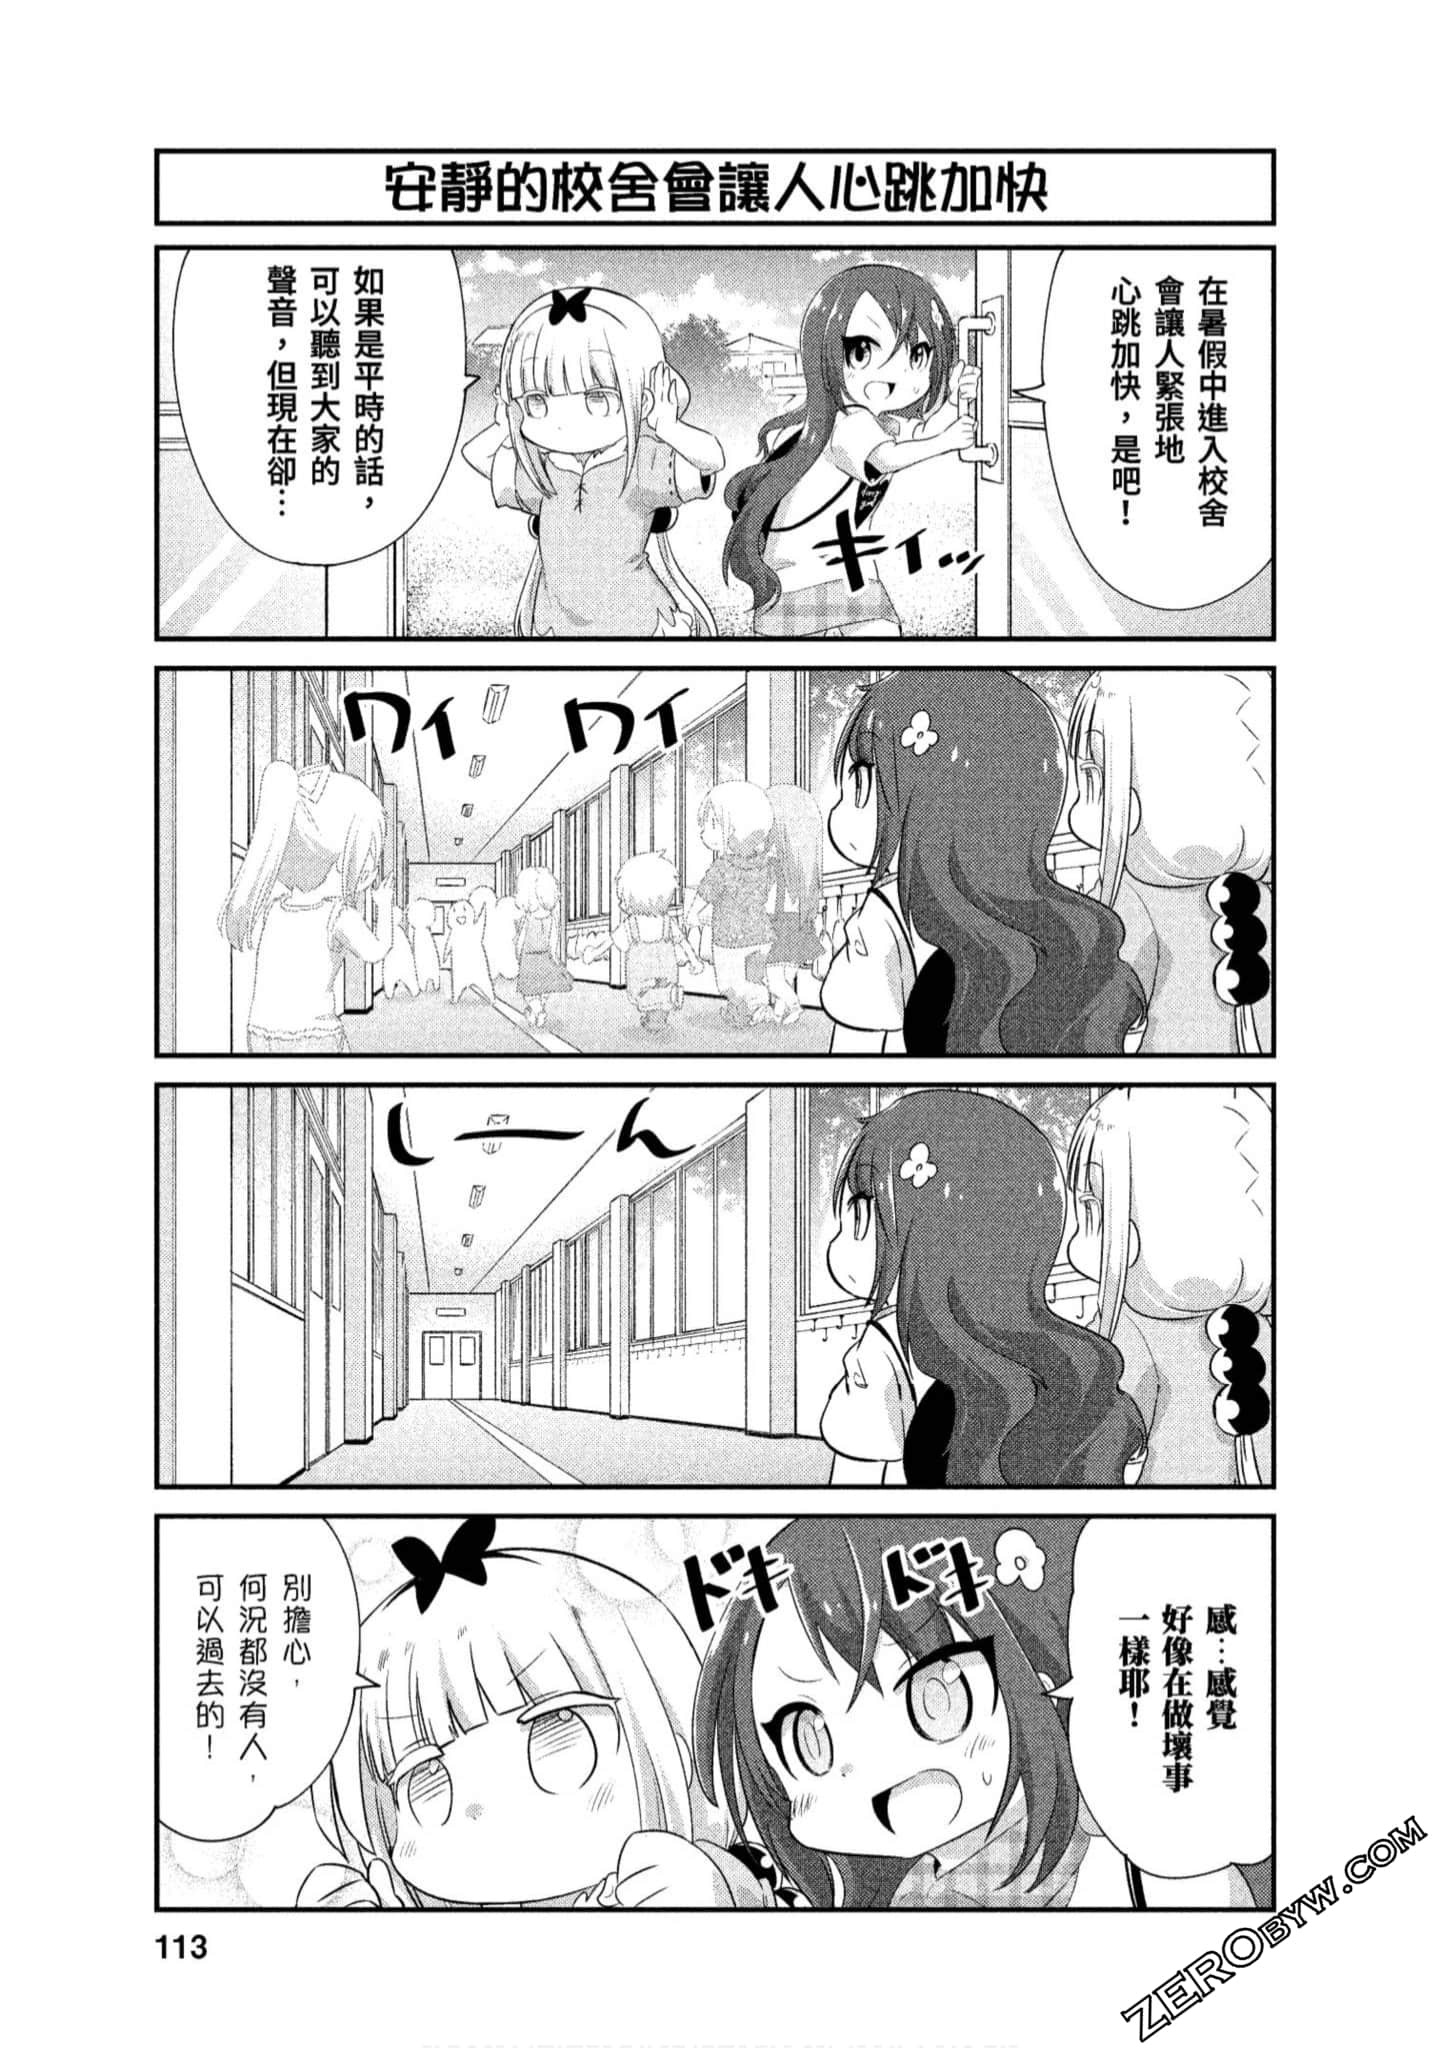 安靜的校舍會讓人心跳加快
在暑假中進入校舍
會讓人緊張地
心跳加快，是吧！
如果是平時的話，
可以聽到大家的
聲音，但現在卻…
キィッ
ワイ
ワイ
しーん
感…感覺
好像在做壞事
一樣耶！
ドキ
ドキ
別擔心，
何況都沒有人，
可以過去的！
113
ZEROBYW.COM